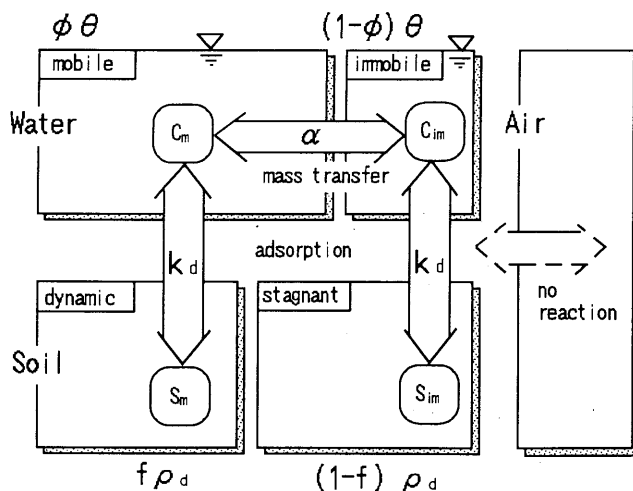 φθ
(1-φ) θ
mobile
immobile
Water
Cm
α
Cim
Air
mass transfer
kd
adsorption
kd
dynamic
stagnant
no
reaction
Soil
Sm
Sim
fρd
(1-f) ρd